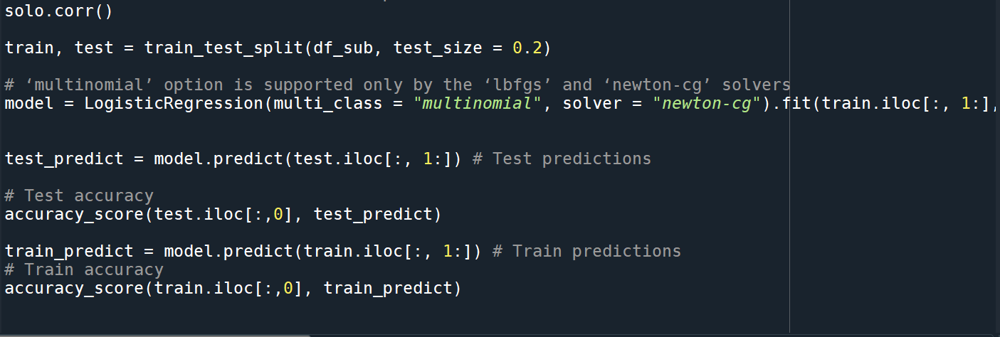 solo.corr()
train, test = train_test_split(df_sub, test_size = 0.2)
# ‘multinomial’ option is supported only by the ‘lbfgs’ and ‘newton-cg’ solvers
model = LogisticRegression(multi_class = "multinomial", solver = "newton-cg").fit(train.iloc[:, 1:],
test_predict = model.predict(test.iloc[:, 1:]) # Test predictions
# Test accuracy
accuracy_score(test.iloc[:,0], test_predict)
train_predict = model.predict(train.iloc[:, 1:]) # Train predictions
# Train accuracy
accuracy_score(train.iloc[:,0], train_predict)